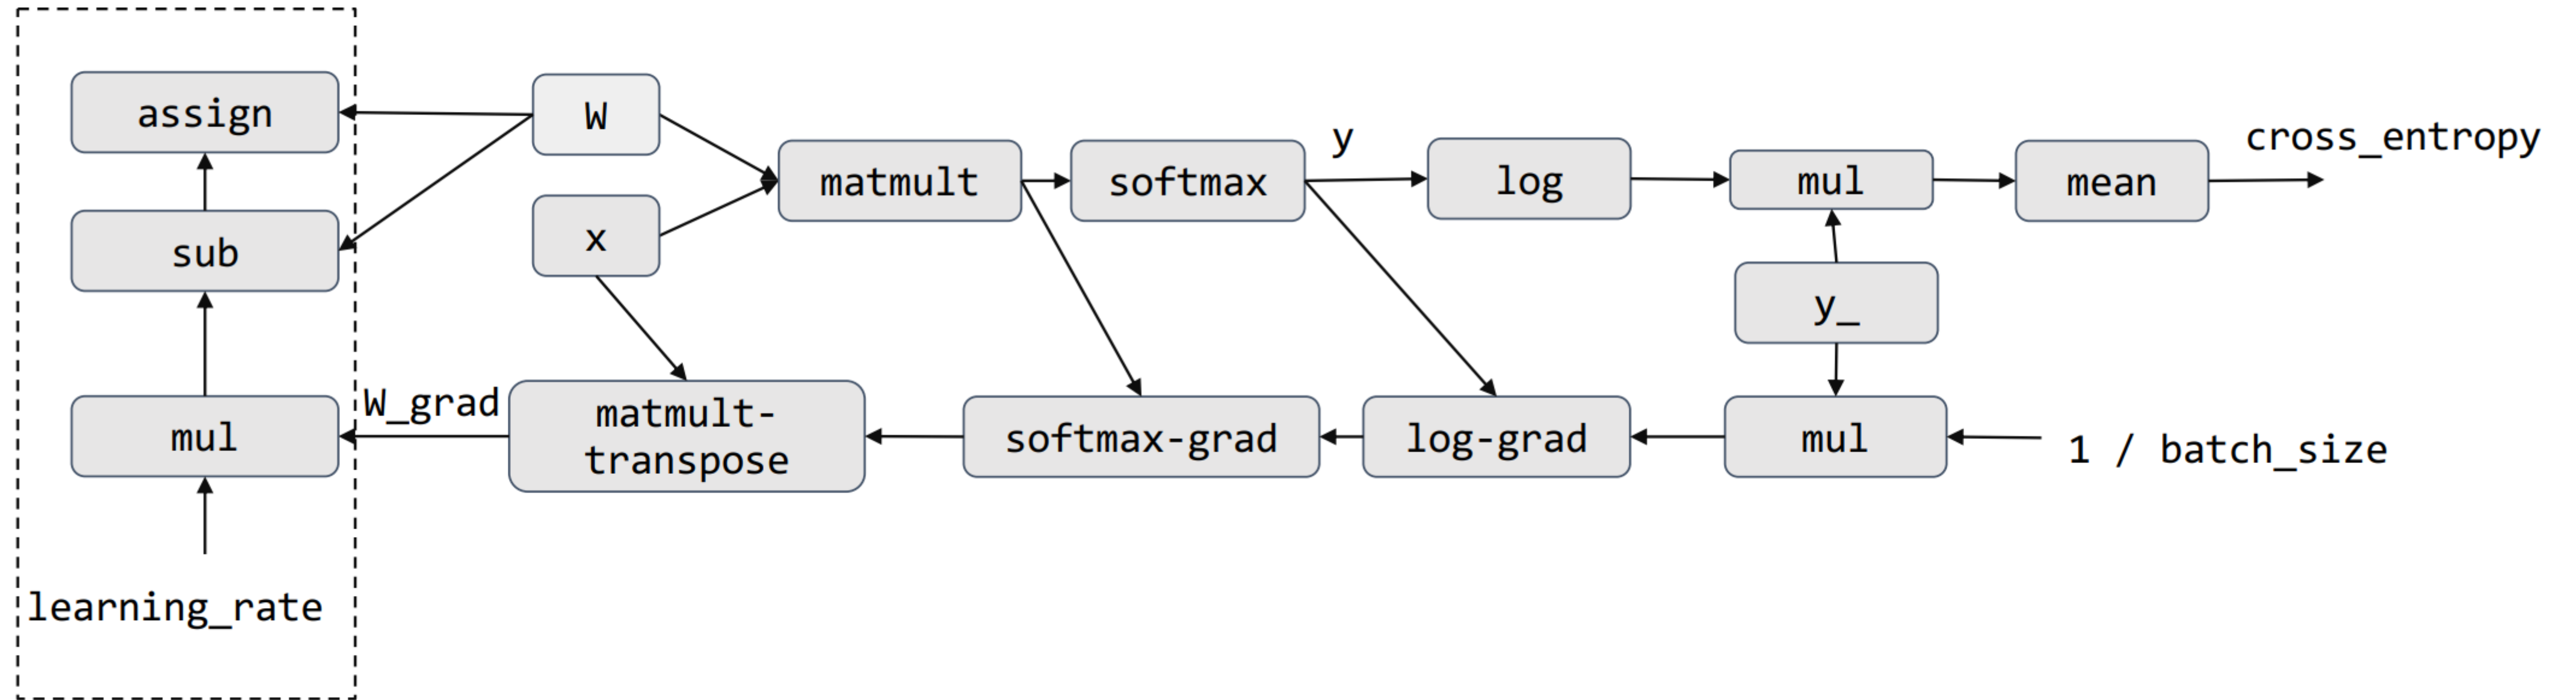 assign
W
sub
x
matmult
softmax
y
log
mul
mean
cross_entropy
y_
mul
W_grad
matmult-
transpose
softmax-grad
log-grad
mul
1 / batch_size
learning_rate